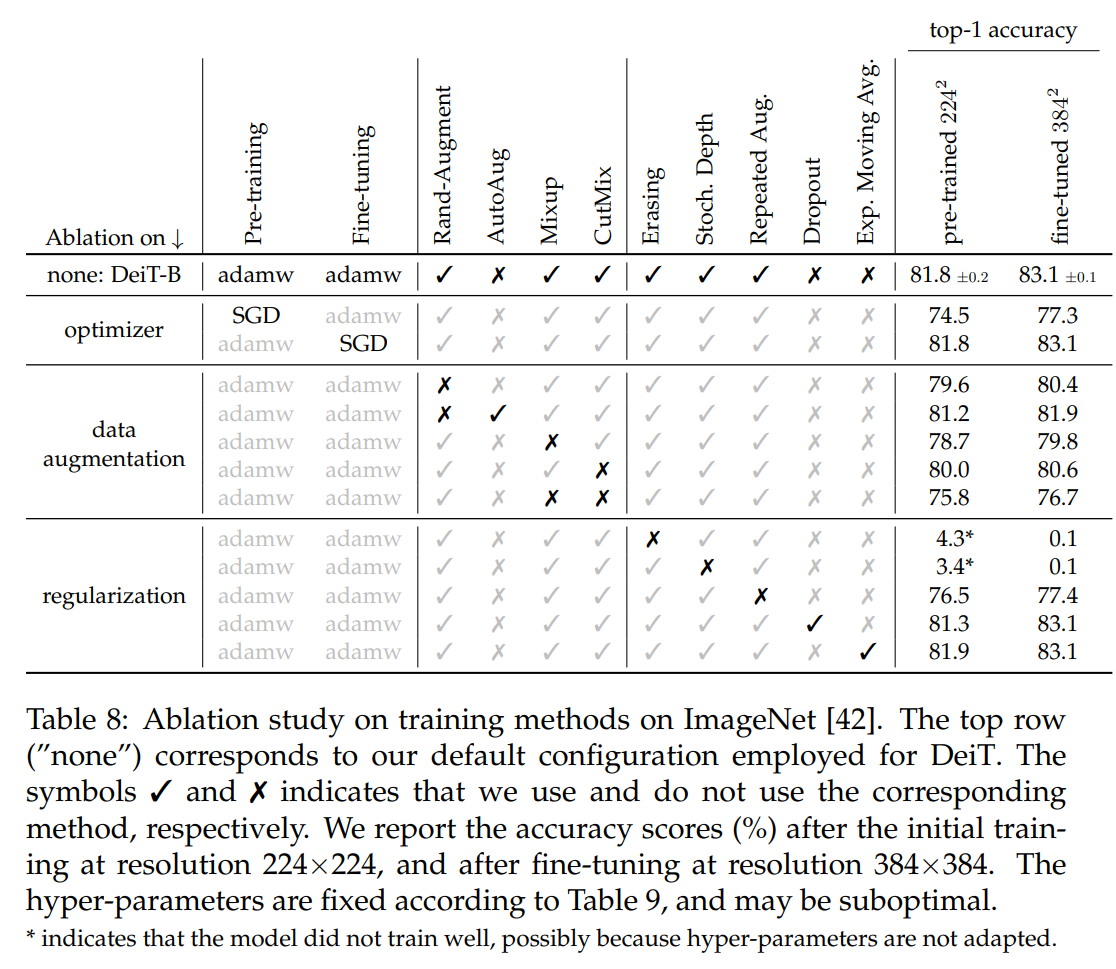 top-1 accuracy
Ablation on ↓ Pre-training Fine-tuning Rand-Augment AutoAug Mixup CutMix Erasing Stoch. Depth Repeated Aug. Dropout Exp. Moving Avg. pre-trained 224² fine-tuned 384²
none: DeiT-B adamw adamw ✓ ✗ ✓ ✓ ✓ ✓ ✓ ✗ ✗ 81.8 ±0.2 83.1 ±0.1
optimizer
SGD adamw ✓ ✗ ✓ ✓ ✓ ✓ ✓ ✗ ✗ 74.5 77.3
adamw SGD ✓ ✗ ✓ ✓ ✓ ✓ ✓ ✗ ✗ 81.8 83.1
data
augmentation
adamw adamw ✗ ✗ ✓ ✓ ✓ ✓ ✓ ✗ ✗ 79.6 80.4
adamw adamw ✗ ✓ ✓ ✓ ✓ ✓ ✓ ✗ ✗ 81.2 81.9
adamw adamw ✓ ✗ ✗ ✓ ✓ ✓ ✓ ✗ ✗ 78.7 79.8
adamw adamw ✓ ✗ ✓ ✗ ✓ ✓ ✓ ✗ ✗ 80.0 80.6
adamw adamw ✓ ✗ ✗ ✗ ✓ ✓ ✓ ✗ ✗ 75.8 76.7
regularization
adamw adamw ✓ ✗ ✓ ✓ ✗ ✓ ✓ ✗ ✗ 4.3* 0.1
adamw adamw ✓ ✗ ✓ ✓ ✓ ✗ ✓ ✗ ✗ 3.4* 0.1
adamw adamw ✓ ✗ ✓ ✓ ✓ ✓ ✗ ✗ ✗ 76.5 77.4
adamw adamw ✓ ✗ ✓ ✓ ✓ ✓ ✓ ✓ ✗ 81.3 83.1
adamw adamw ✓ ✗ ✓ ✓ ✓ ✓ ✓ ✗ ✓ 81.9 83.1
Table 8: Ablation study on training methods on ImageNet [42]. The top row
(”none”) corresponds to our default configuration employed for DeiT. The
symbols ✓ and ✗ indicates that we use and do not use the corresponding
method, respectively. We report the accuracy scores (%) after the initial train-
ing at resolution 224×224, and after fine-tuning at resolution 384×384. The
hyper-parameters are fixed according to Table 9, and may be suboptimal.
* indicates that the model did not train well, possibly because hyper-parameters are not adapted.